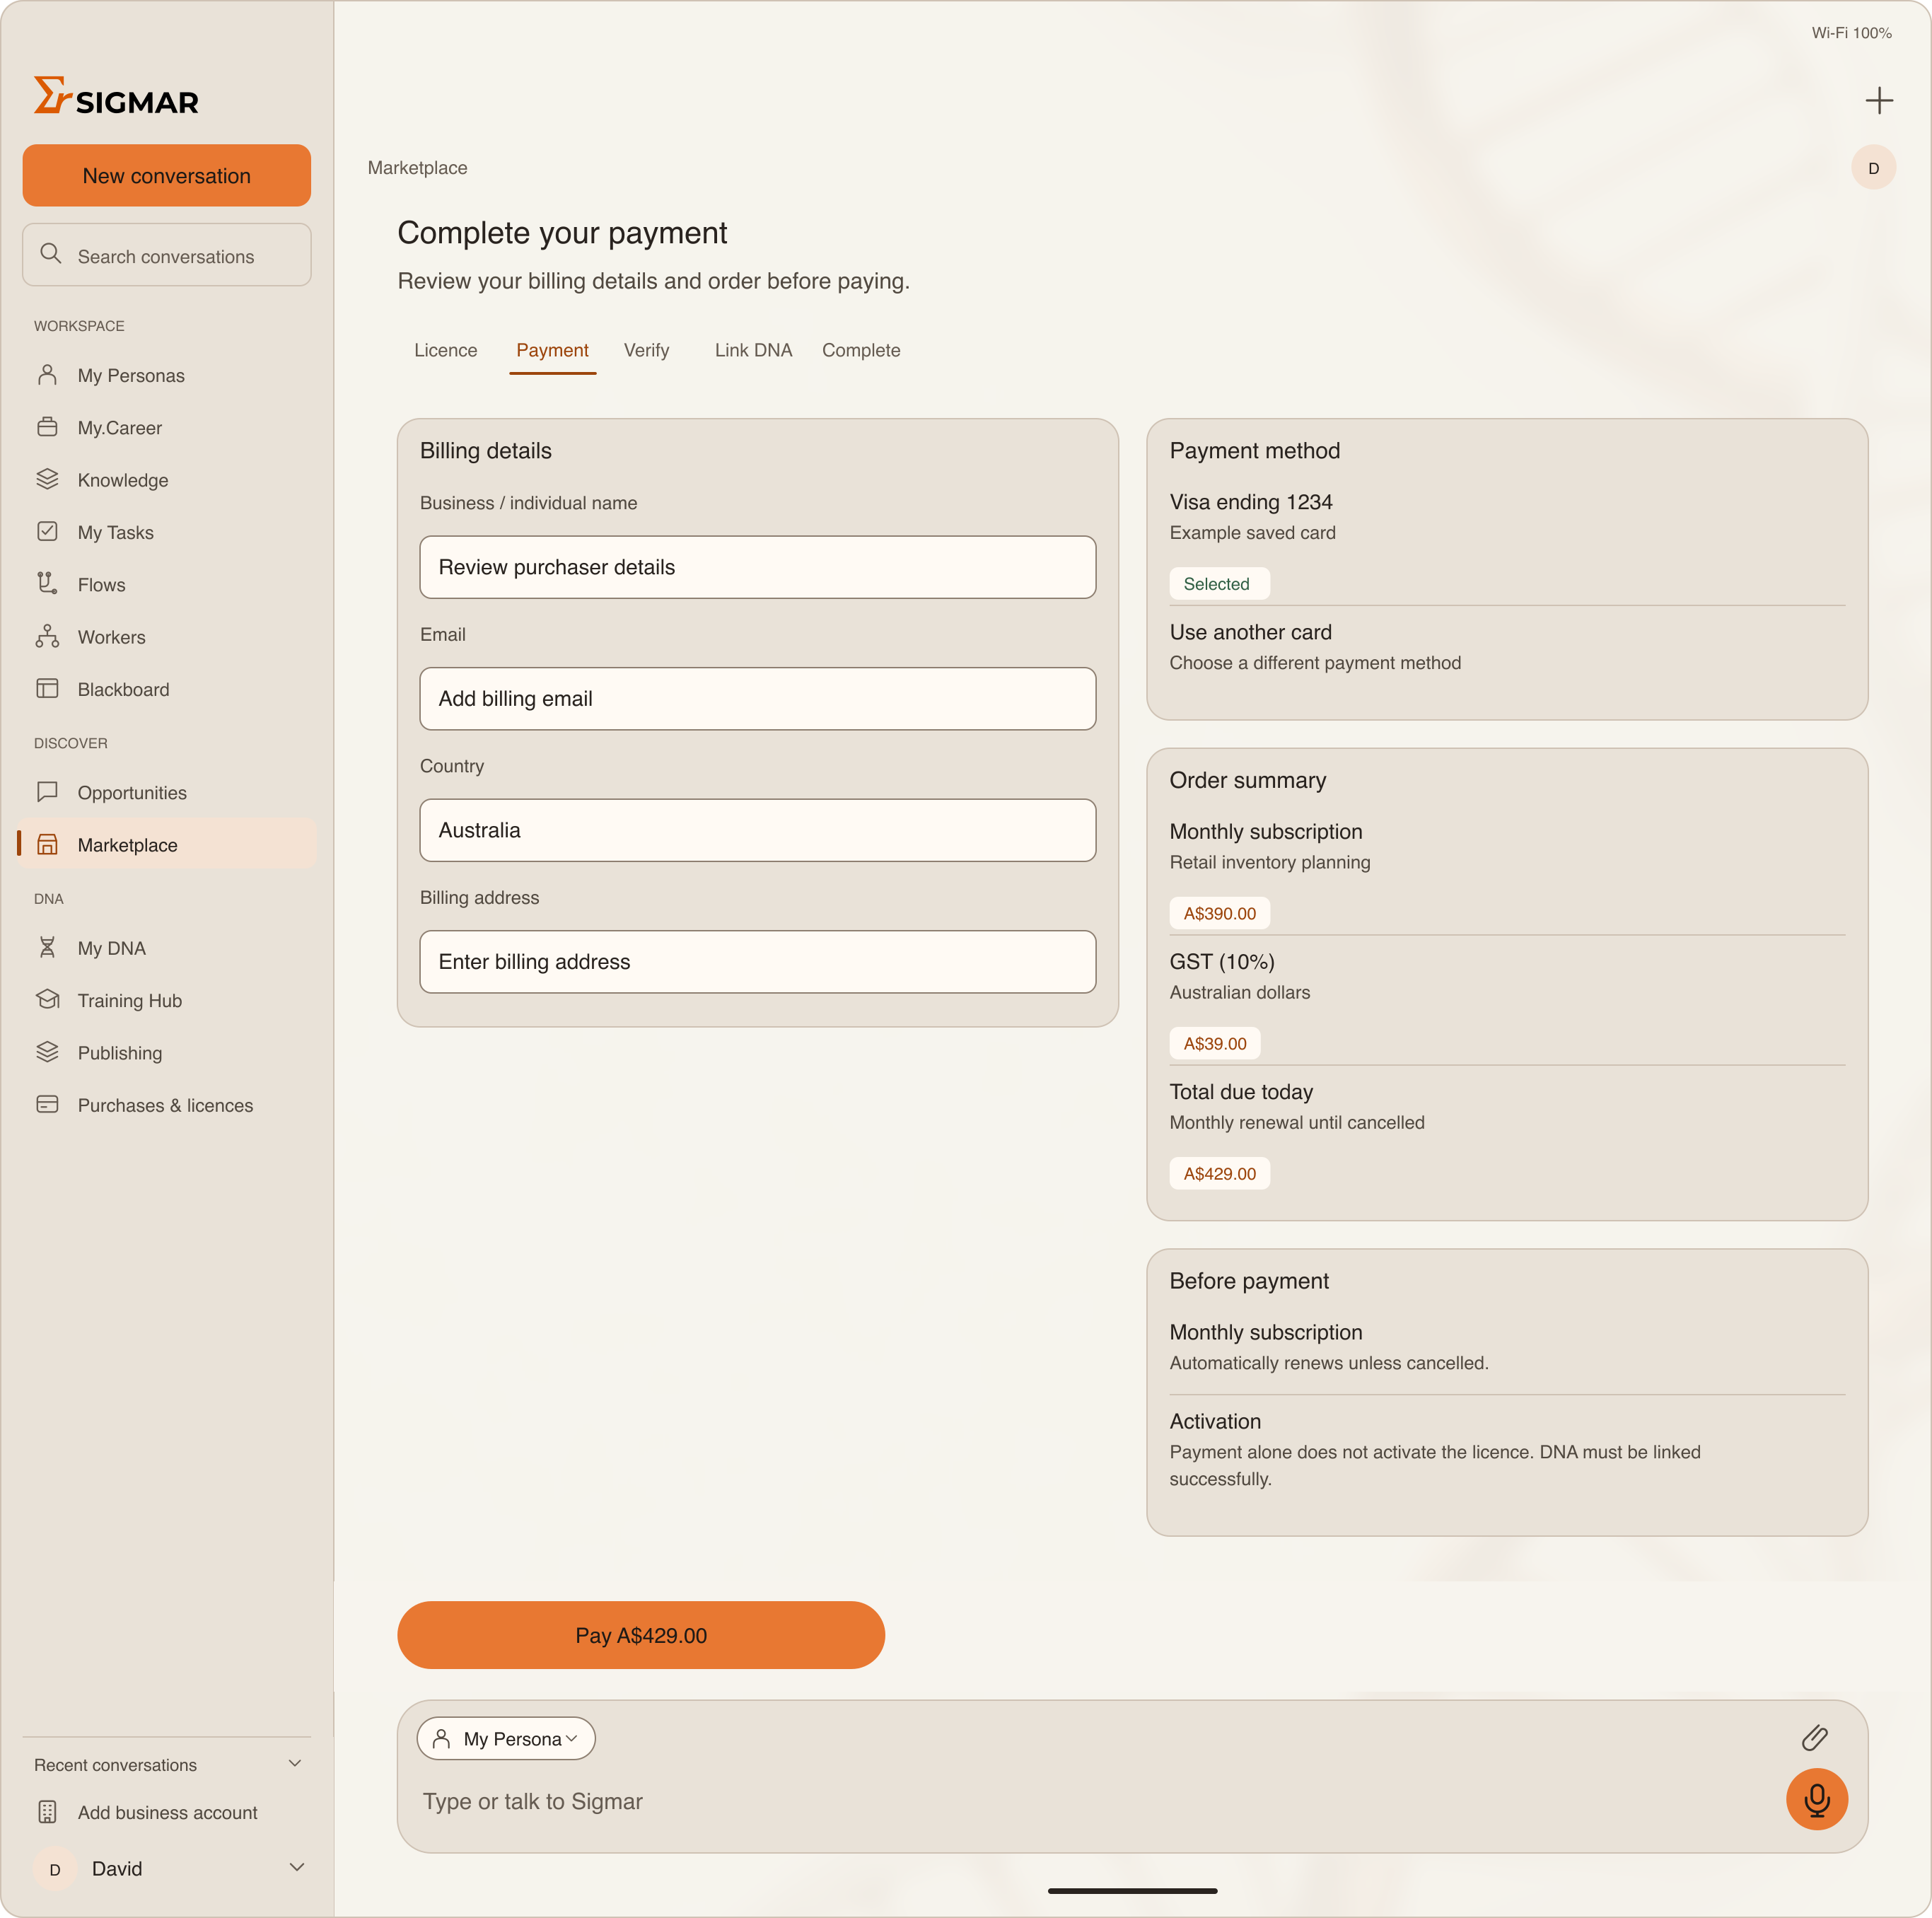 Wi-Fi 100%
Σr SIGMAR
New conversation
Search conversations
WORKSPACE
My Personas
My.Career
Knowledge
My Tasks
Flows
Workers
Blackboard
DISCOVER
Opportunities
Marketplace
DNA
My DNA
Training Hub
Publishing
Purchases & licences
Recent conversations
Add business account
D
David
Marketplace
D
Complete your payment
Review your billing details and order before paying.
Licence
Payment
Verify
Link DNA
Complete
Billing details
Business / individual name
Review purchaser details
Email
Add billing email
Country
Australia
Billing address
Enter billing address
Payment method
Visa ending 1234
Example saved card
Selected
Use another card
Choose a different payment method
Order summary
Monthly subscription
Retail inventory planning
A$390.00
GST (10%)
Australian dollars
A$39.00
Total due today
Monthly renewal until cancelled
A$429.00
Before payment
Monthly subscription
Automatically renews unless cancelled.
Activation
Payment alone does not activate the licence. DNA must be linked
successfully.
Pay A$429.00
My Persona
Type or talk to Sigmar